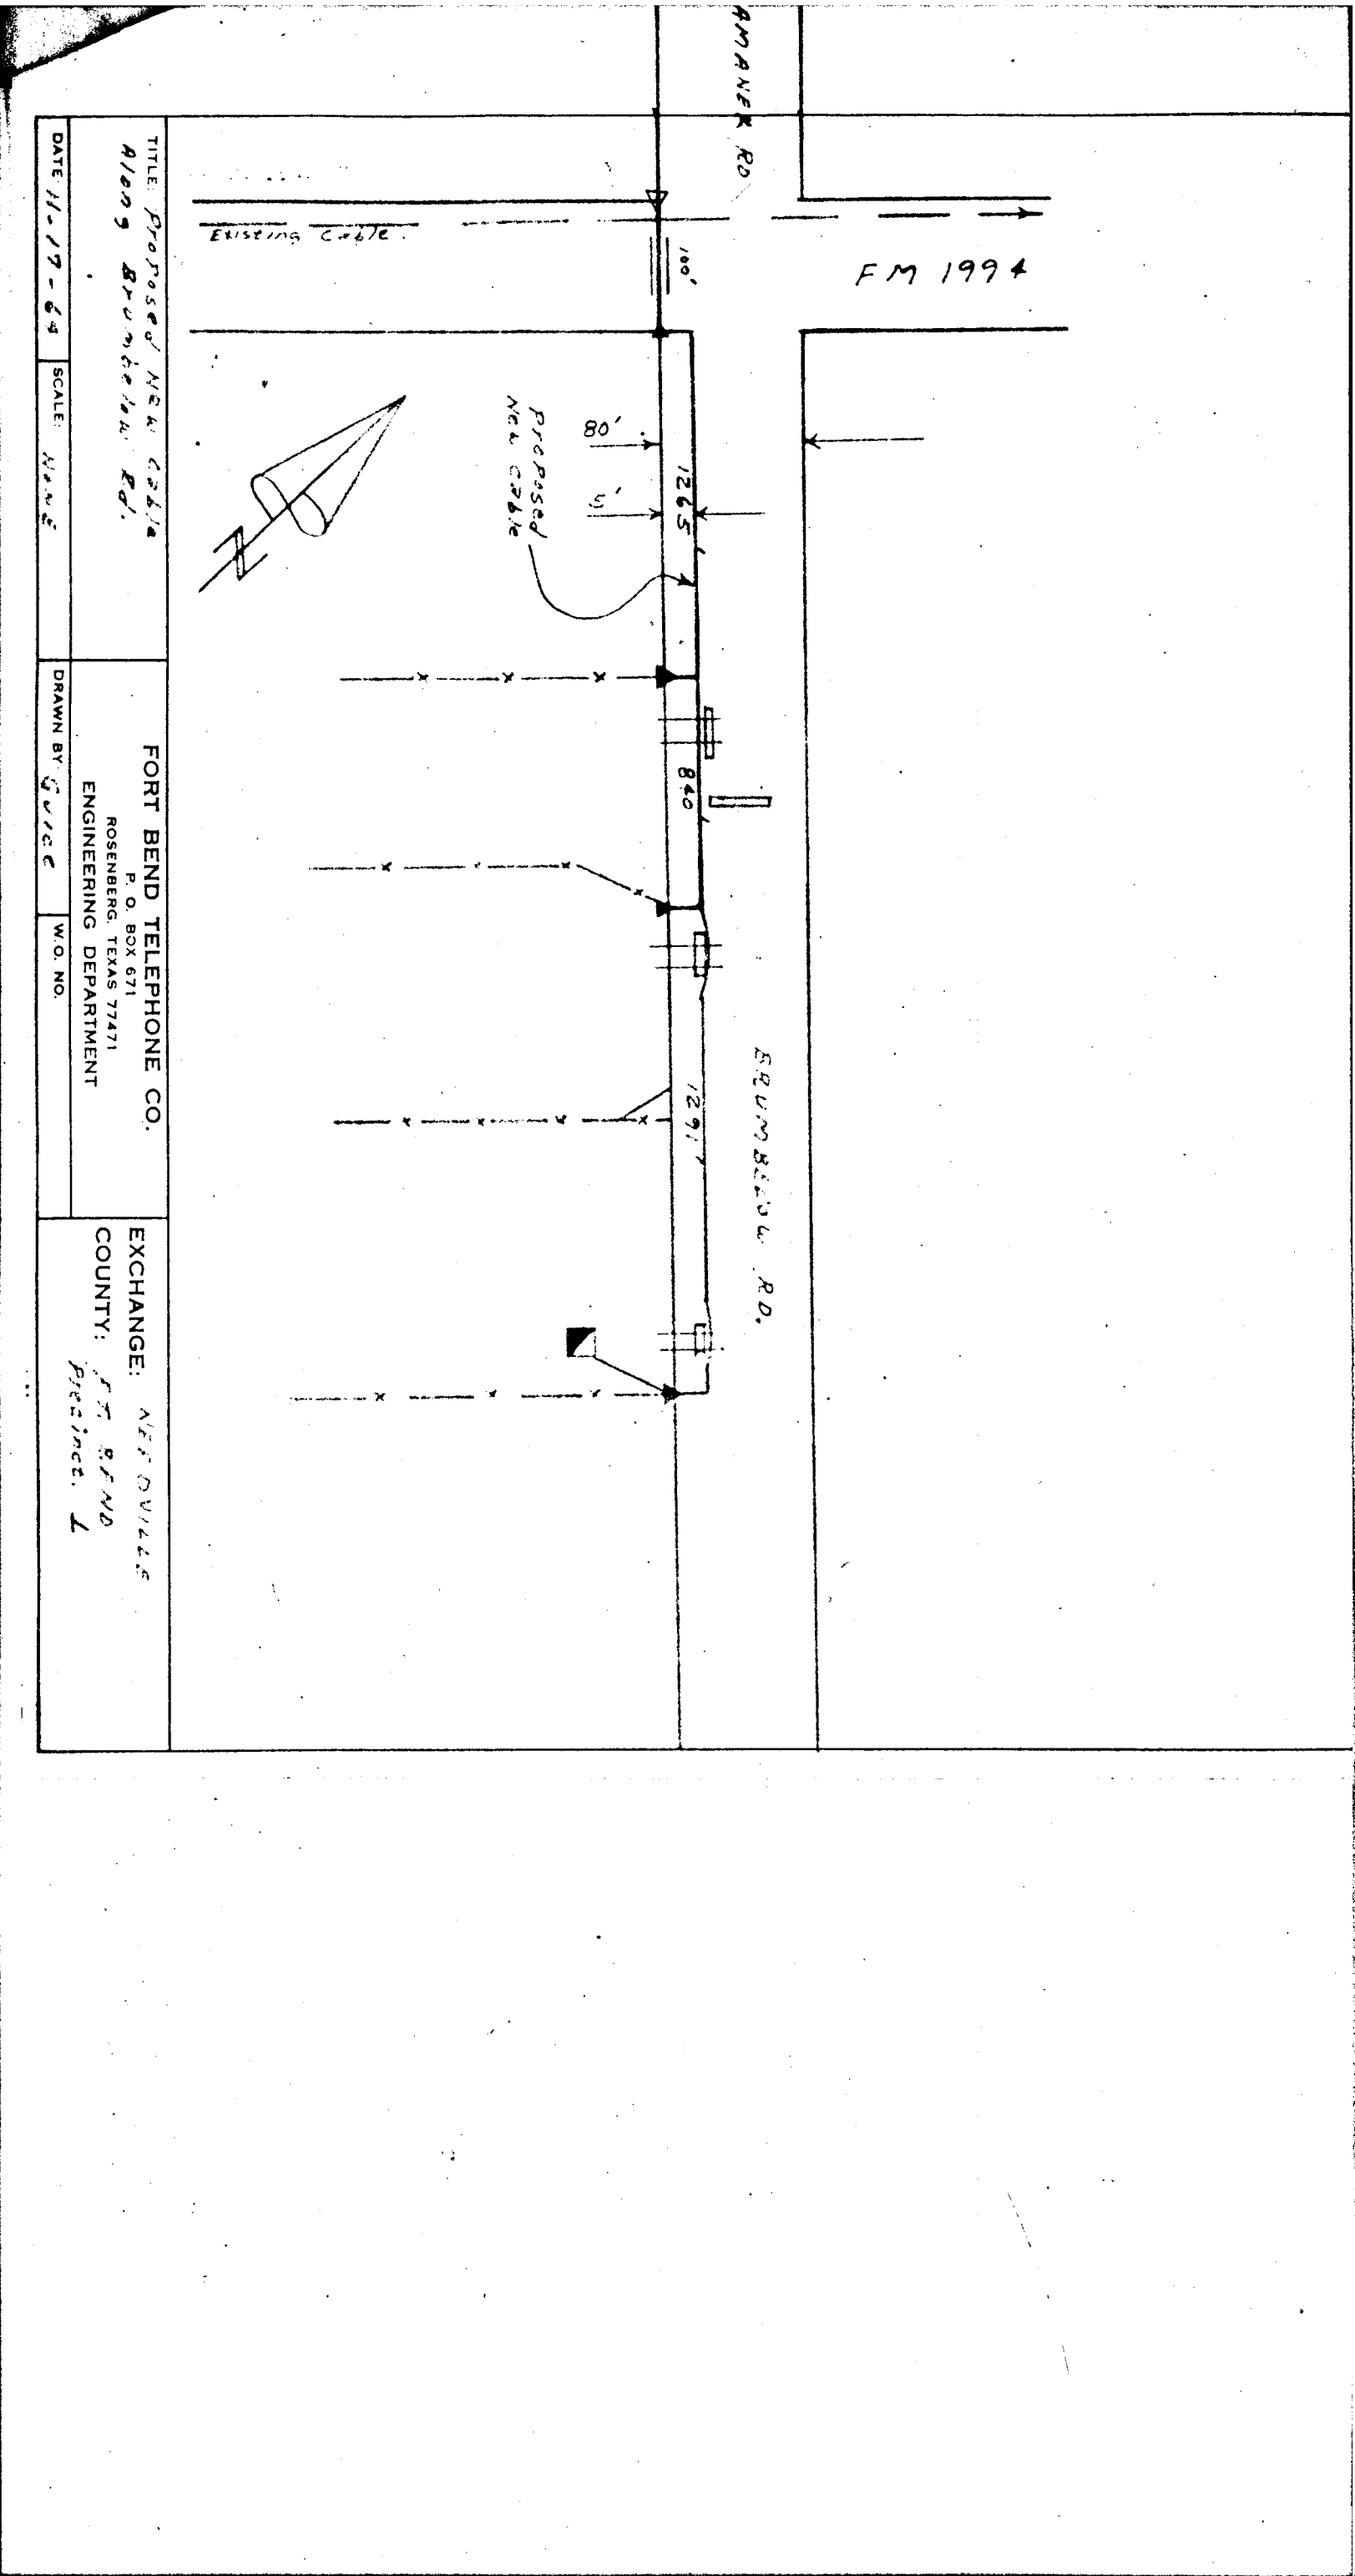 AMANEK RD
FM 1994
100'
Existing Cable.
80'
5'
1265'
Proposed
New Cable
840'
1291'
BRUMBELOW RD.
TITLE: Proposed New Cable
Along Brumbelow Rd.
DATE: 11-17-69
SCALE: None
FORT BEND TELEPHONE CO.
P. O. BOX 671
ROSENBERG, TEXAS 77471
ENGINEERING DEPARTMENT
DRAWN BY: Guice
W.O. NO.
EXCHANGE: NEEDVILLE
COUNTY: FT. BEND
Precinct. 1